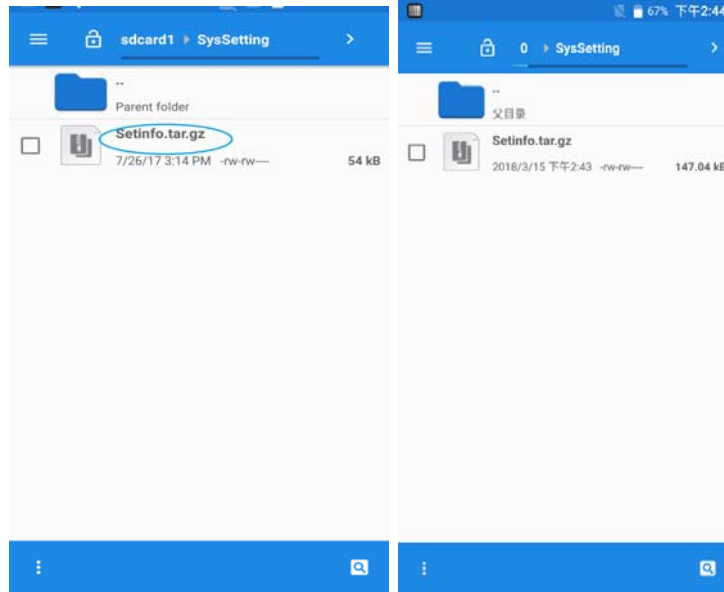 sdcard1 SysSetting
..
Parent folder
Setinfo.tar.gz
7/26/17 3:14 PM -rw-rw----
54 kB
67% 下午2:44
0 SysSetting
..
父目录
Setinfo.tar.gz
2018/3/15 下午2:43 -rw-rw----
147.04 kB